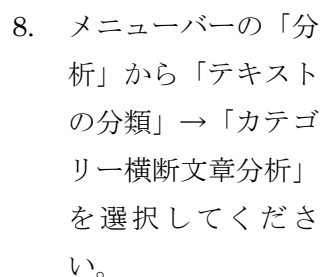 8. メニューバーの「分
析」から「テキスト
の分類」→「カテゴ
リー横断文章分析」
を選択してくださ
い。